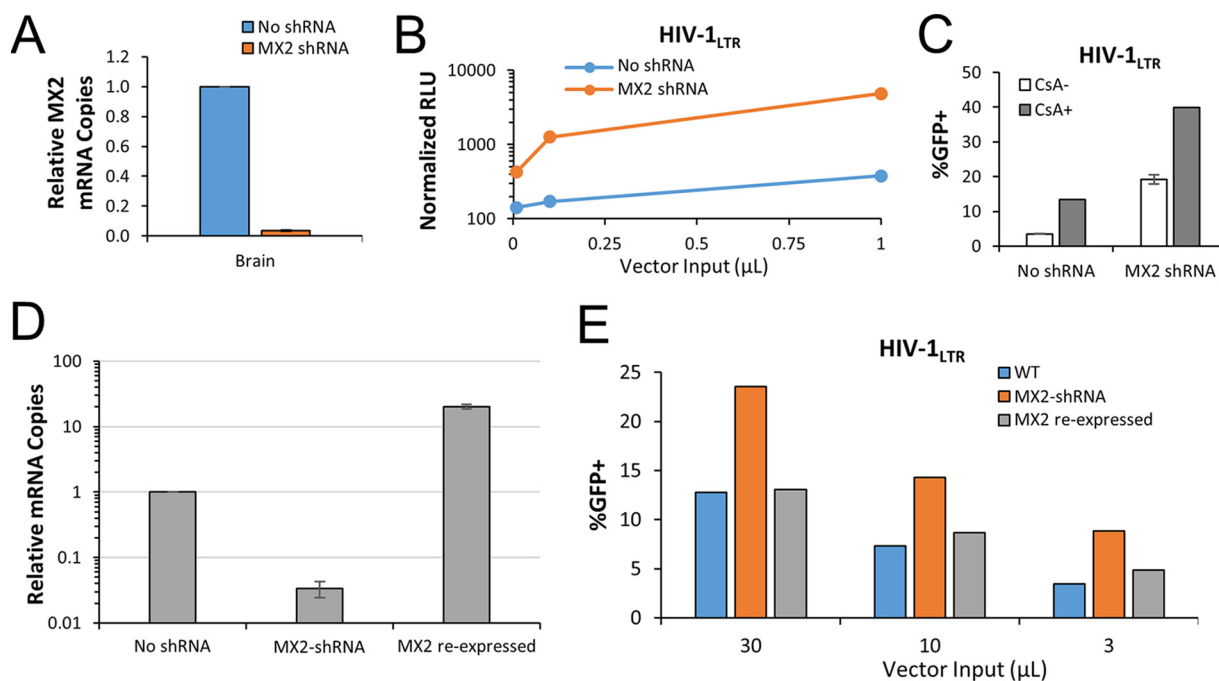 A
No shRNA
MX2 shRNA
Relative MX2
mRNA Copies
1.2
1.0
0.8
0.6
0.4
0.2
0.0
Brain
B
HIV-1LTR
No shRNA
MX2 shRNA
Normalized RLU
10000
1000
100
0
0.25
0.5
0.75
1
Vector Input (µL)
C
HIV-1LTR
CsA-
CsA+
%GFP+
50
40
30
20
10
0
No shRNA
MX2 shRNA
D
Relative mRNA Copies
100
10
1
0.1
0.01
No shRNA
MX2-shRNA
MX2 re-expressed
E
HIV-1LTR
WT
MX2-shRNA
MX2 re-expressed
%GFP+
25
20
15
10
5
0
30
10
3
Vector Input (µL)